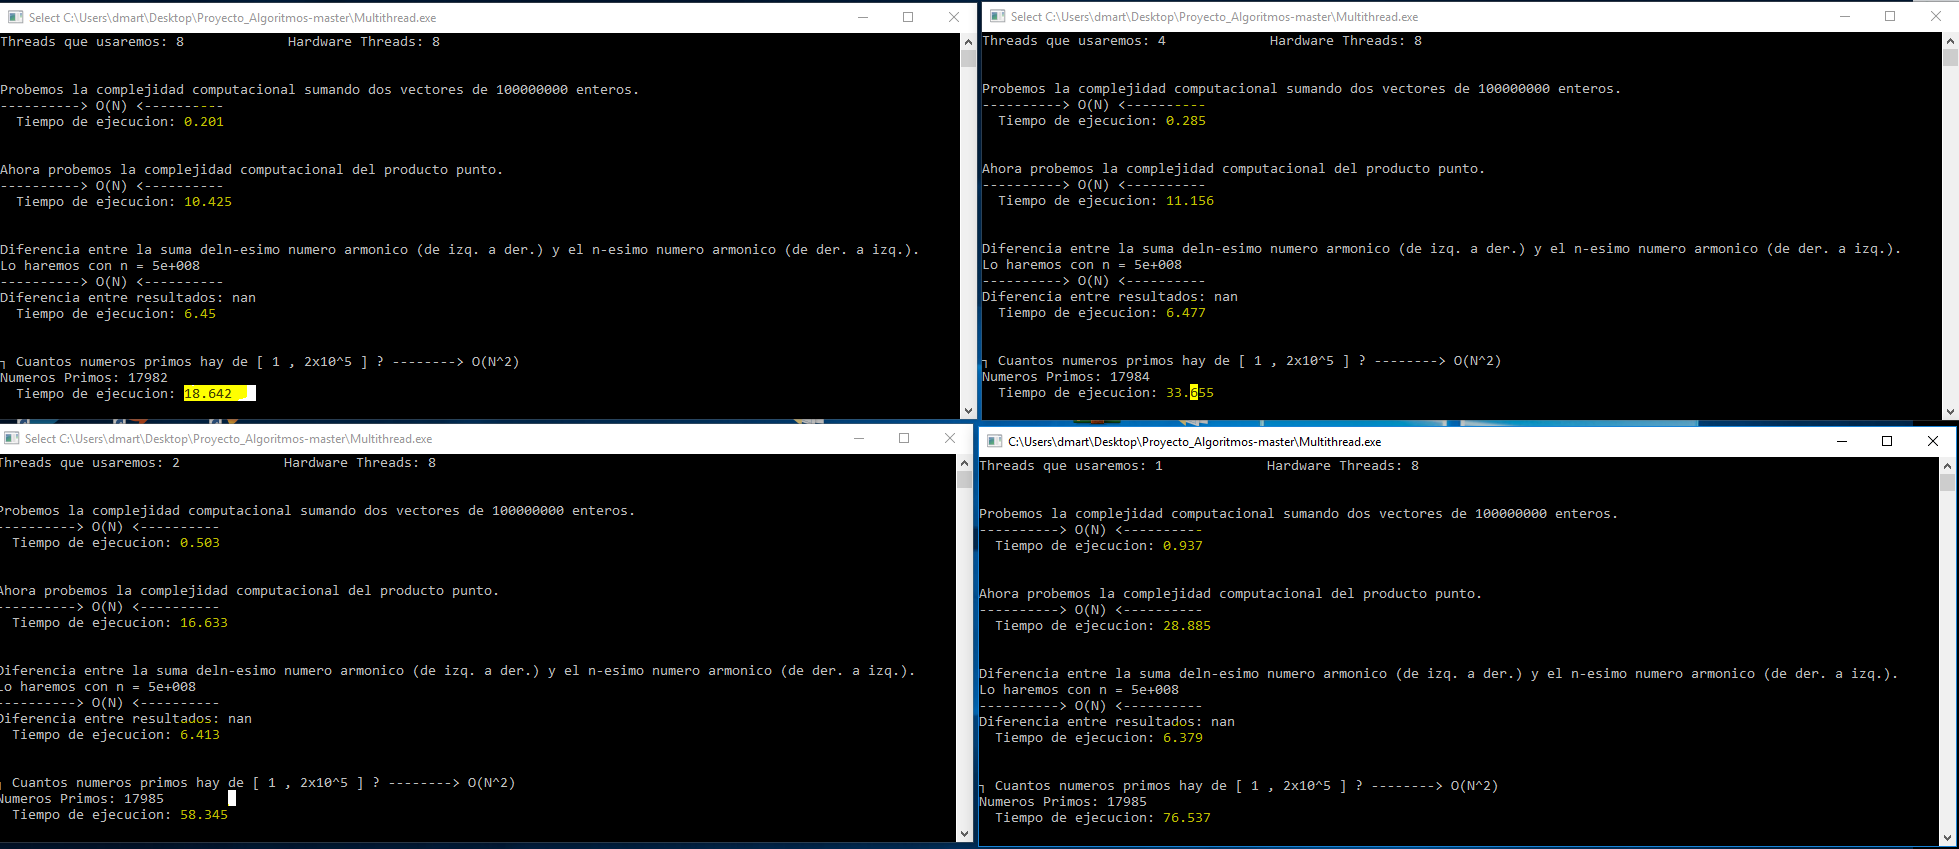 Select C:\Users\dmart\Desktop\Proyecto_Algoritmos-master\Multithread.exe
Threads que usaremos: 8 Hardware Threads: 8
Probemos la complejidad computacional sumando dos vectores de 100000000 enteros.
----------> O(N) <----------
Tiempo de ejecucion: 0.201
Ahora probemos la complejidad computacional del producto punto.
----------> O(N) <----------
Tiempo de ejecucion: 10.425
Diferencia entre la suma deln-esimo numero armonico (de izq. a der.) y el n-esimo numero armonico (de der. a izq.).
Lo haremos con n = 5e+008
----------> O(N) <----------
Diferencia entre resultados: nan
Tiempo de ejecucion: 6.45
┐ Cuantos numeros primos hay de [ 1 , 2x10^5 ] ? --------> O(N^2)
Numeros Primos: 17982
Tiempo de ejecucion: 18.642
Select C:\Users\dmart\Desktop\Proyecto_Algoritmos-master\Multithread.exe
Threads que usaremos: 4 Hardware Threads: 8
Probemos la complejidad computacional sumando dos vectores de 100000000 enteros.
----------> O(N) <----------
Tiempo de ejecucion: 0.285
Ahora probemos la complejidad computacional del producto punto.
----------> O(N) <----------
Tiempo de ejecucion: 11.156
Diferencia entre la suma deln-esimo numero armonico (de izq. a der.) y el n-esimo numero armonico (de der. a izq.).
Lo haremos con n = 5e+008
----------> O(N) <----------
Diferencia entre resultados: nan
Tiempo de ejecucion: 6.477
┐ Cuantos numeros primos hay de [ 1 , 2x10^5 ] ? --------> O(N^2)
Numeros Primos: 17984
Tiempo de ejecucion: 33.655
Select C:\Users\dmart\Desktop\Proyecto_Algoritmos-master\Multithread.exe
Threads que usaremos: 2 Hardware Threads: 8
Probemos la complejidad computacional sumando dos vectores de 100000000 enteros.
----------> O(N) <----------
Tiempo de ejecucion: 0.503
Ahora probemos la complejidad computacional del producto punto.
----------> O(N) <----------
Tiempo de ejecucion: 16.633
Diferencia entre la suma deln-esimo numero armonico (de izq. a der.) y el n-esimo numero armonico (de der. a izq.).
Lo haremos con n = 5e+008
----------> O(N) <----------
Diferencia entre resultados: nan
Tiempo de ejecucion: 6.413
┐ Cuantos numeros primos hay de [ 1 , 2x10^5 ] ? --------> O(N^2)
Numeros Primos: 17985
Tiempo de ejecucion: 58.345
C:\Users\dmart\Desktop\Proyecto_Algoritmos-master\Multithread.exe
Threads que usaremos: 1 Hardware Threads: 8
Probemos la complejidad computacional sumando dos vectores de 100000000 enteros.
----------> O(N) <----------
Tiempo de ejecucion: 0.937
Ahora probemos la complejidad computacional del producto punto.
----------> O(N) <----------
Tiempo de ejecucion: 28.885
Diferencia entre la suma deln-esimo numero armonico (de izq. a der.) y el n-esimo numero armonico (de der. a izq.).
Lo haremos con n = 5e+008
----------> O(N) <----------
Diferencia entre resultados: nan
Tiempo de ejecucion: 6.379
┐ Cuantos numeros primos hay de [ 1 , 2x10^5 ] ? --------> O(N^2)
Numeros Primos: 17985
Tiempo de ejecucion: 76.537